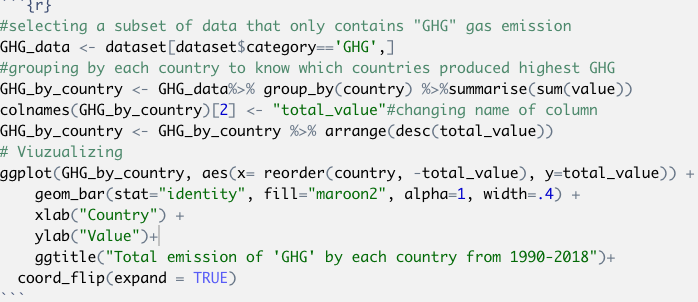 ```{r}
#selecting a subset of data that only contains "GHG" gas emission
GHG_data <- dataset[dataset$category=='GHG',]
#grouping by each country to know which countries produced highest GHG
GHG_by_country <- GHG_data%>% group_by(country) %>%summarise(sum(value))
colnames(GHG_by_country)[2] <- "total_value"#changing name of column
GHG_by_country <- GHG_by_country %>% arrange(desc(total_value))
# Viuzualizing
ggplot(GHG_by_country, aes(x= reorder(country, -total_value), y=total_value)) +
    geom_bar(stat="identity", fill="maroon2", alpha=1, width=.4) +
    xlab("Country") +
    ylab("Value")+
    ggtitle("Total emission of 'GHG' by each country from 1990-2018")+
  coord_flip(expand = TRUE)
```